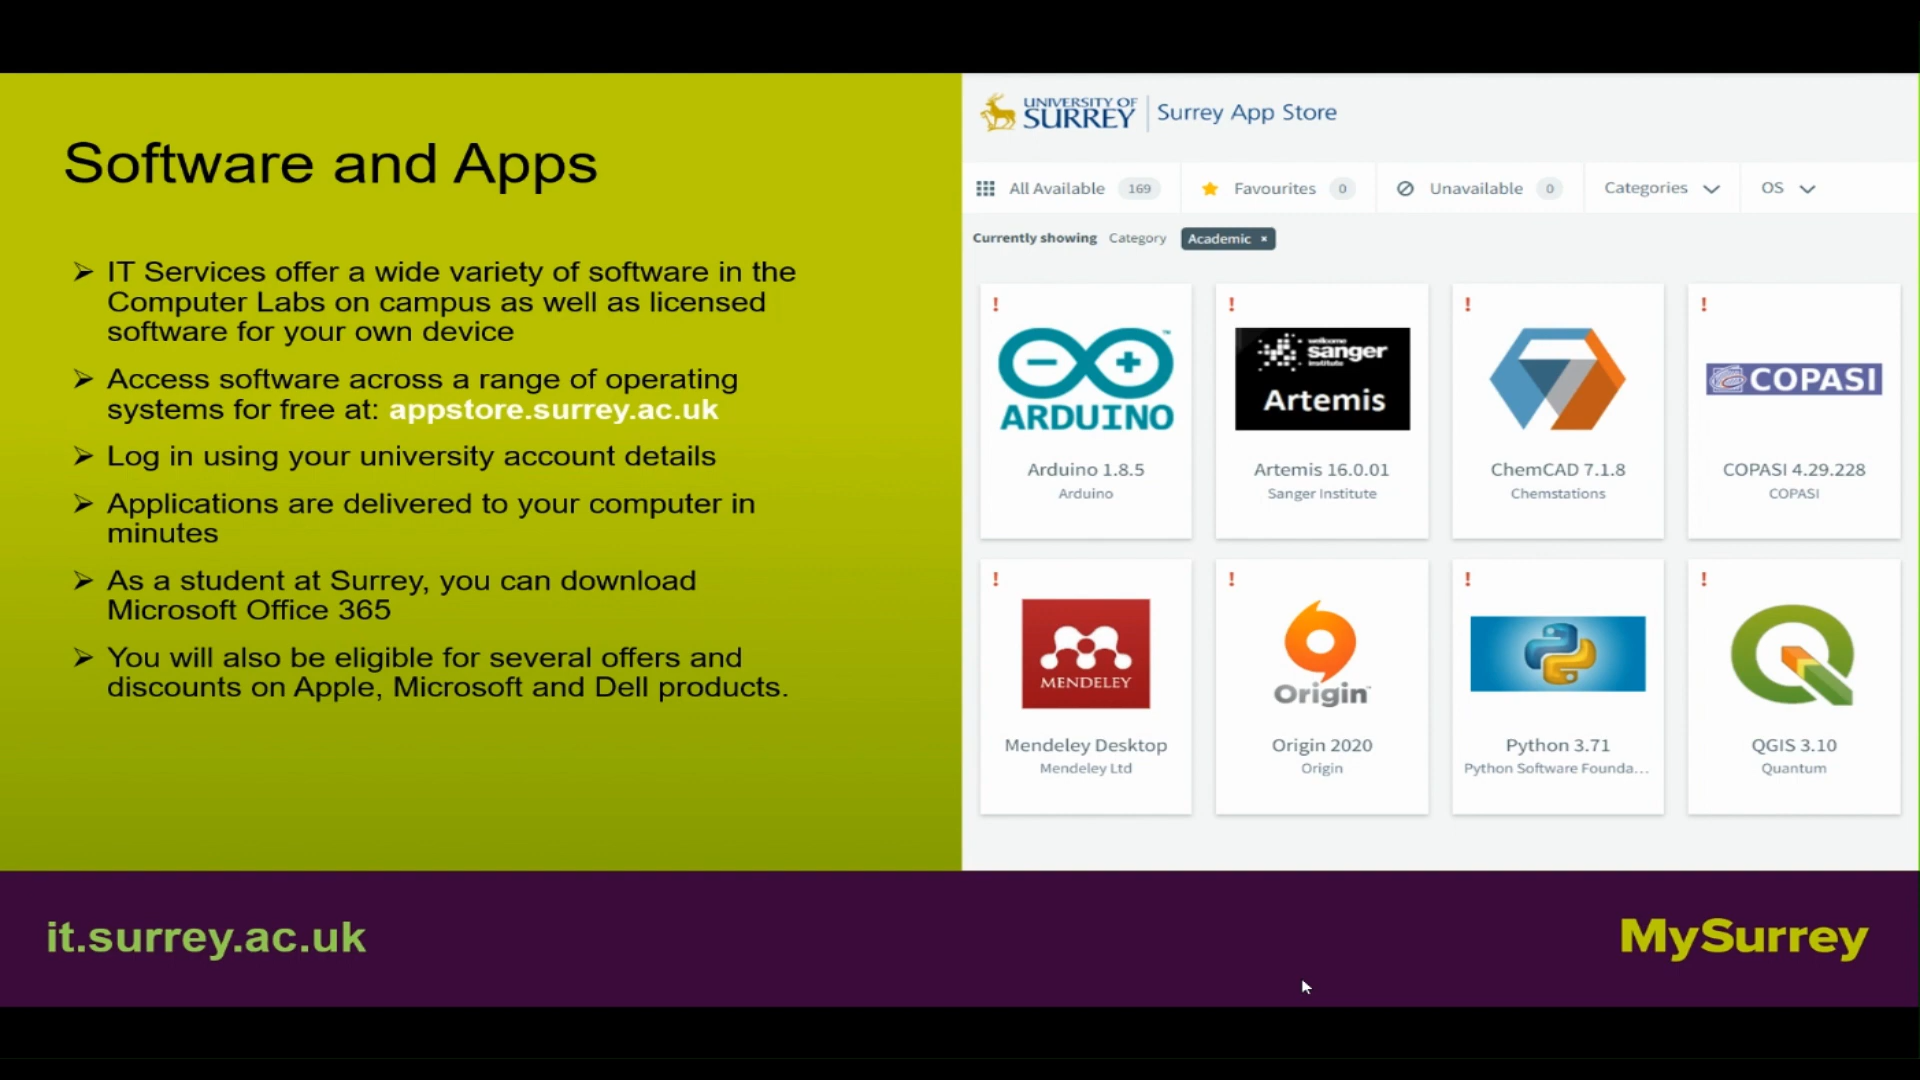 Software and Apps
➢ IT Services offer a wide variety of software in the
Computer Labs on campus as well as licensed
software for your own device
➢ Access software across a range of operating
systems for free at: appstore.surrey.ac.uk
➢ Log in using your university account details
➢ Applications are delivered to your computer in
minutes
➢ As a student at Surrey, you can download
Microsoft Office 365
➢ You will also be eligible for several offers and
discounts on Apple, Microsoft and Dell products.
UNIVERSITY OF
SURREY
Surrey App Store
All Available 169 Favourites 0 Unavailable 0 Categories OS
Currently showing Category Academic ×
!
ARDUINO™
Arduino 1.8.5
Arduino
!
wellcome
sanger
institute
Artemis
Artemis 16.0.01
Sanger Institute
!
ChemCAD 7.1.8
Chemstations
!
COPASI
COPASI 4.29.228
COPASI
!
MENDELEY
Mendeley Desktop
Mendeley Ltd
!
Origin
Origin 2020
Origin
!
Python 3.71
Python Software Founda...
!
QGIS 3.10
Quantum
it.surrey.ac.uk
MySurrey